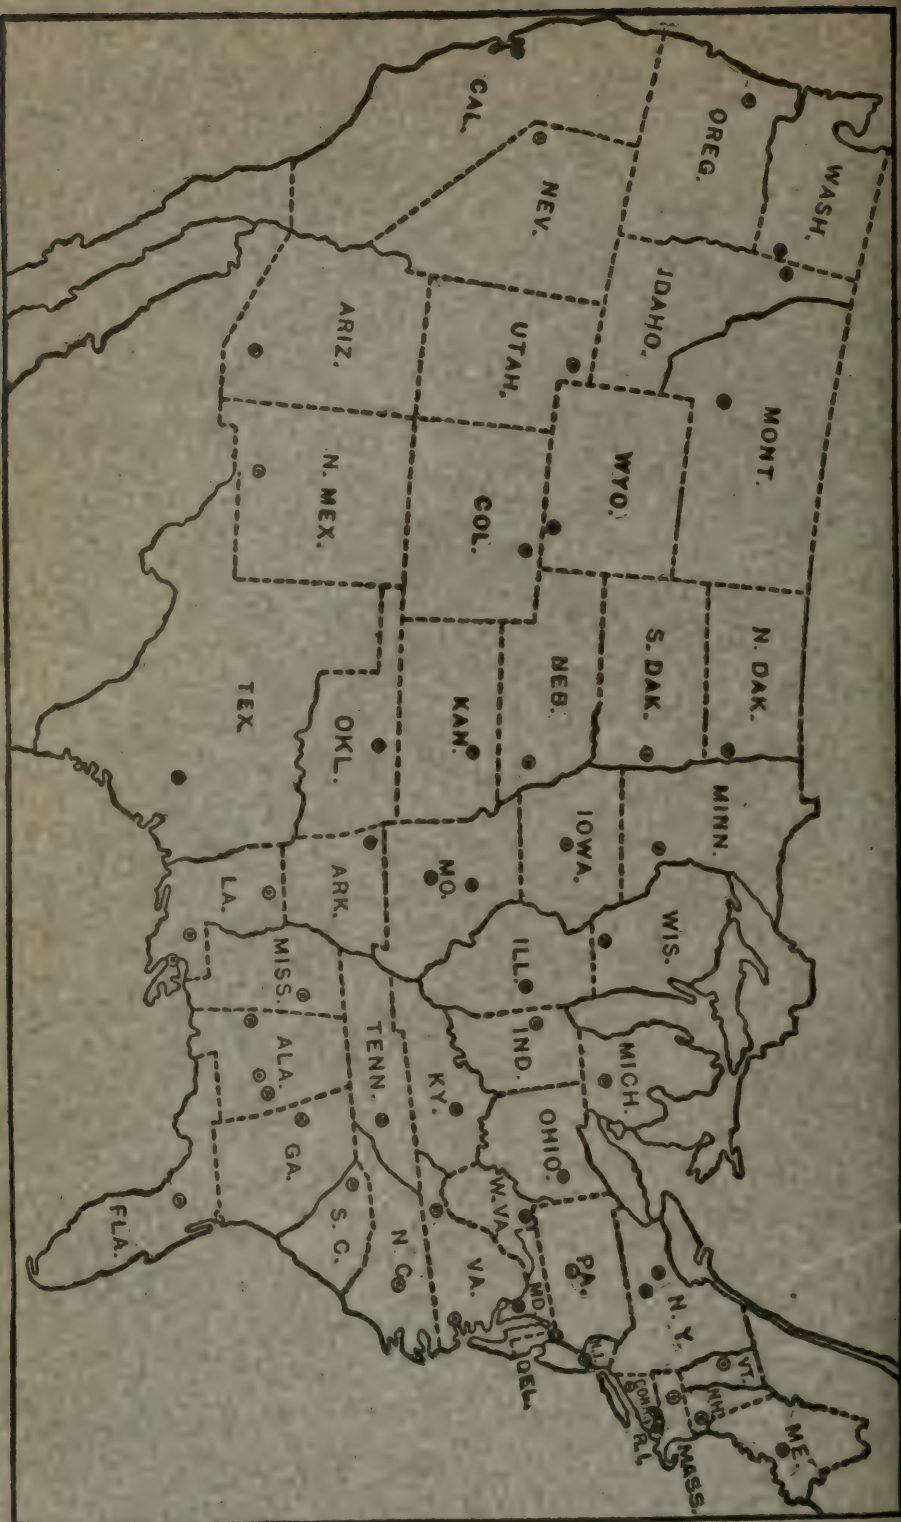 WASH.
OREG.
CAL.
NEV.
IDAHO.
MONT.
WYO.
UTAH.
ARIZ.
COL.
N. MEX.
N. DAK.
S. DAK.
NEB.
KAN.
OKL.
TEX.
MINN.
IOWA.
MO.
ARK.
LA.
WIS.
ILL.
MICH.
IND.
OHIO.
KY.
TENN.
MISS.
ALA.
GA.
FLA.
S. C.
N C.
VA.
W.VA.
PA.
MD.
DEL.
N.J.
N. Y.
CONN.
R.I.
MASS.
VT.
N.H.
ME.